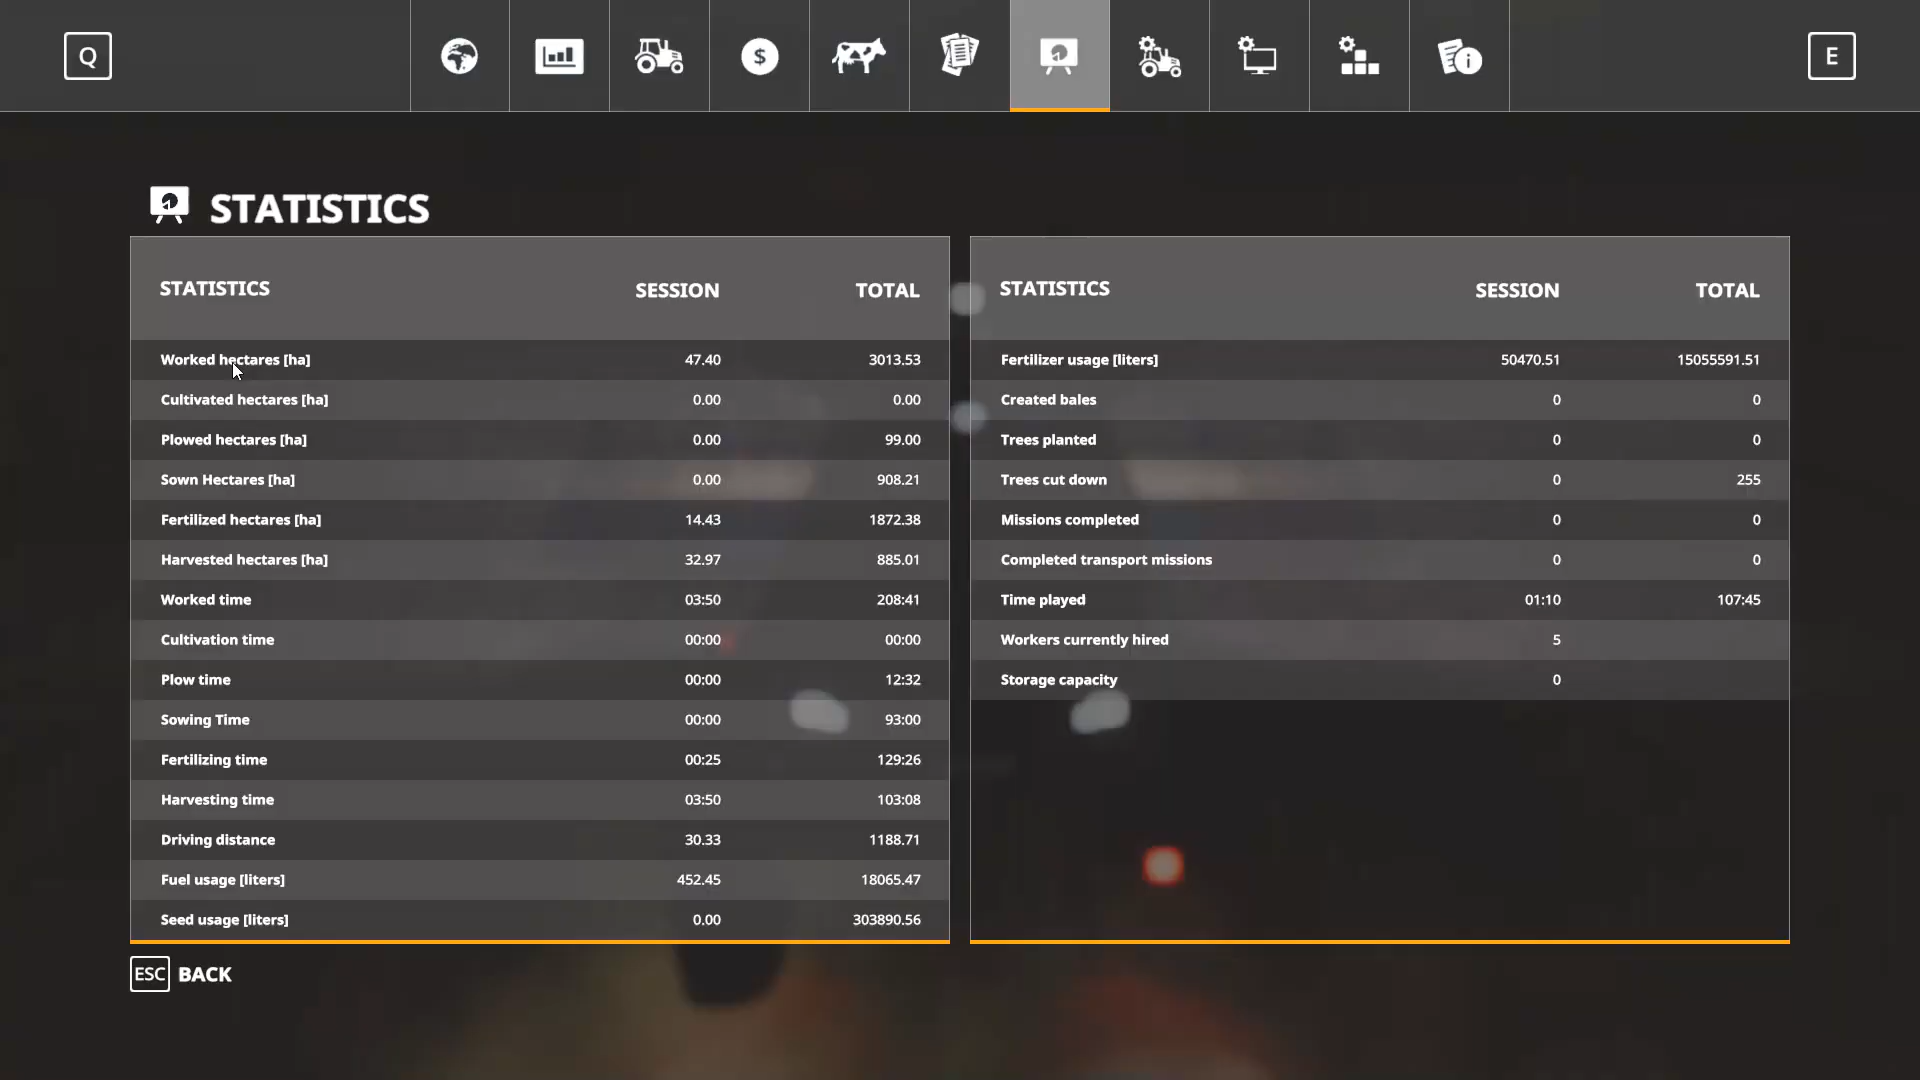 Q
$
E
STATISTICS
STATISTICS SESSION TOTAL
Worked hectares [ha] 47.40 3013.53
Cultivated hectares [ha] 0.00 0.00
Plowed hectares [ha] 0.00 99.00
Sown Hectares [ha] 0.00 908.21
Fertilized hectares [ha] 14.43 1872.38
Harvested hectares [ha] 32.97 885.01
Worked time 03:50 208:41
Cultivation time 00:00 00:00
Plow time 00:00 12:32
Sowing Time 00:00 93:00
Fertilizing time 00:25 129:26
Harvesting time 03:50 103:08
Driving distance 30.33 1188.71
Fuel usage [liters] 452.45 18065.47
Seed usage [liters] 0.00 303890.56
STATISTICS SESSION TOTAL
Fertilizer usage [liters] 50470.51 15055591.51
Created bales 0 0
Trees planted 0 0
Trees cut down 0 255
Missions completed 0 0
Completed transport missions 0 0
Time played 01:10 107:45
Workers currently hired 5
Storage capacity 0
ESC BACK